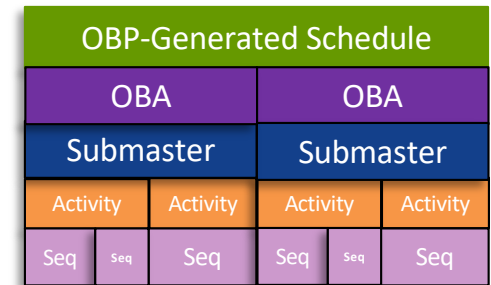 OBP-Generated Schedule
OBA OBA
Submaster Submaster
Activity Activity Activity Activity
Seq Seq Seq Seq Seq Seq